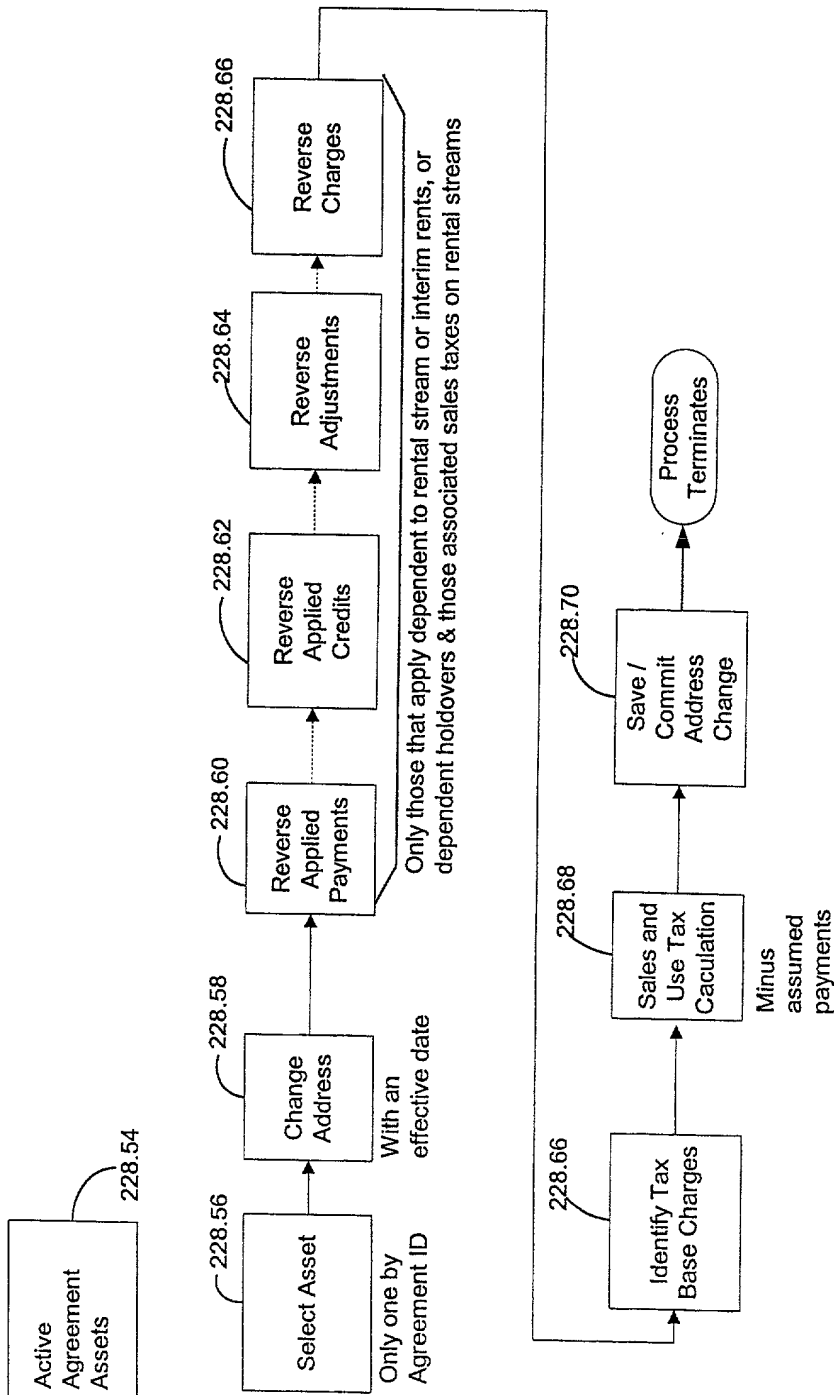 Active
Agreement
Assets
228.54
228.56
Select Asset
Only one by
Agreement ID
228.58
Change
Address
With an
effective date
228.60
Reverse
Applied
Payments
228.62
Reverse
Applied
Credits
228.64
Reverse
Adjustments
228.66
Reverse
Charges
Only those that apply dependent to rental stream or interim rents, or
dependent holdovers & those associated sales taxes on rental streams
228.66
Identify Tax
Base Charges
228.68
Sales and
Use Tax
Caculation
Minus
assumed
payments
228.70
Save /
Commit
Address
Change
Process
Terminates